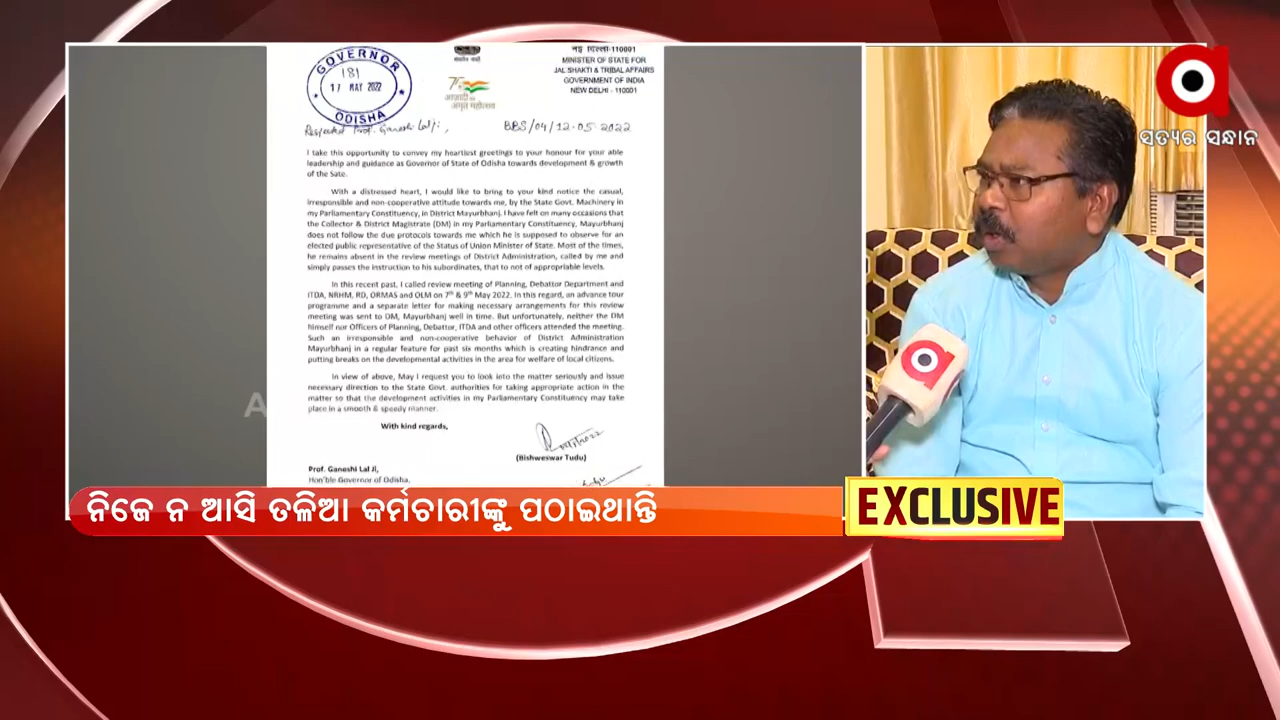 GOVERNOR
181
17 MAY 2022
ODISHA
आज़ादी का
अमृत महोत्सव
नई दिल्ली-110001
MINISTER OF STATE FOR
JAL SHAKTI & TRIBAL AFFAIRS
GOVERNMENT OF INDIA
NEW DELHI - 110001
Respected Prof. Ganeshi Lal ji,
BBS/04/12.05.2022
I take this opportunity to convey my heartiest greetings to your honour for your able
leadership and guidance as Governor of State of Odisha towards development & growth
of the Sate.
With a distressed heart, I would like to bring to your kind notice the casual,
irresponsible and non-cooperative attitude towards me, by the State Govt. Machinery in
my Parliamentary Constituency, in District Mayurbhanj. I have felt on many occasions that
the Collector & District Magistrate (DM) in my Parliamentary Constituency, Mayurbhanj
does not follow the due protocols towards me which he is supposed to observe for an
elected public representative of the Status of Union Minister of State. Most of the times,
he remains absent in the review meetings of District Administration, called by me and
simply passes the instruction to his subordinates, that to not of appropriable levels.
In this recent past, I called review meeting of Planning, Debattor Department and
ITDA, NRHM, RD, ORMAS and OLM on 7th & 9th May 2022. In this regard, an advance tour
programme and a separate letter for making necessary arrangements for this review
meeting was sent to DM, Mayurbhanj well in time. But unfortunately, neither the DM
himself nor Officers of Planning, Debattor, ITDA and other officers attended the meeting.
Such an irresponsible and non-cooperative behavior of District Administration
Mayurbhanj in a regular feature for past six months which is creating hindrance and
putting breaks on the developmental activities in the area for welfare of local citizens.
In view of above, May I request you to look into the matter seriously and issue
necessary direction to the State Govt. authorities for taking appropriate action in the
matter so that the development activities in my Parliamentary Constituency may take
place in a smooth & speedy manner.
With kind regards,
(Bishweswar Tudu)
Prof. Ganeshi Lal Ji,
Hon'ble Governor of Odisha,
ସତ୍ୟର ସନ୍ଧାନ
ନିଜେ ନ ଆସି ତଳିଆ କର୍ମଚାରୀଙ୍କୁ ପଠାଇଥାନ୍ତି
EXCLUSIVE